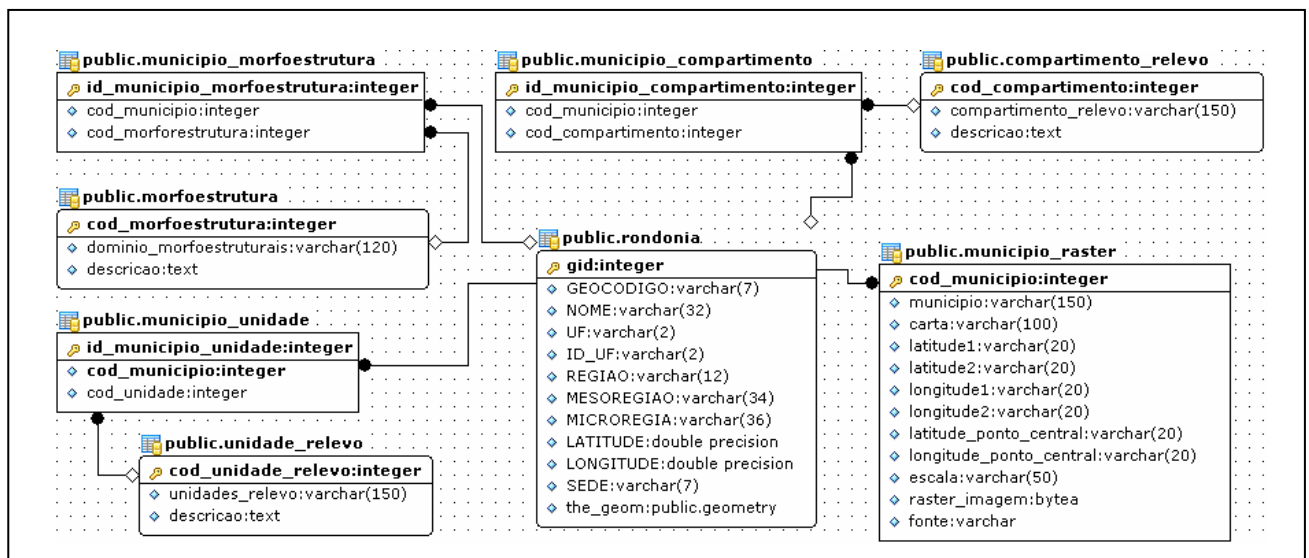 public.municipio_morfoestrutura
id_municipio_morfoestrutura:integer
cod_municipio:integer
cod_morforestrutura:integer
public.municipio_compartimento
id_municipio_compartimento:integer
cod_municipio:integer
cod_compartimento:integer
public.compartimento_relevo
cod_compartimento:integer
compartimento_relevo:varchar(150)
descricao:text
public.morfoestrutura
cod_morfoestrutura:integer
dominio_morfoestruturais:varchar(120)
descricao:text
public.rondonia
gid:integer
GEOCODIGO:varchar(7)
NOME:varchar(32)
UF:varchar(2)
ID_UF:varchar(2)
REGIAO:varchar(12)
MESOREGIAO:varchar(34)
MICROREGIA:varchar(36)
LATITUDE:double precision
LONGITUDE:double precision
SEDE:varchar(7)
the_geom:public.geometry
public.municipio_raster
cod_municipio:integer
municipio:varchar(150)
carta:varchar(100)
latitude1:varchar(20)
latitude2:varchar(20)
longitude1:varchar(20)
longitude2:varchar(20)
latitude_ponto_central:varchar(20)
longitude_ponto_central:varchar(20)
escala:varchar(50)
raster_imagem:bytea
fonte:varchar
public.municipio_unidade
id_municipio_unidade:integer
cod_municipio:integer
cod_unidade:integer
public.unidade_relevo
cod_unidade_relevo:integer
unidades_relevo:varchar(150)
descricao:text